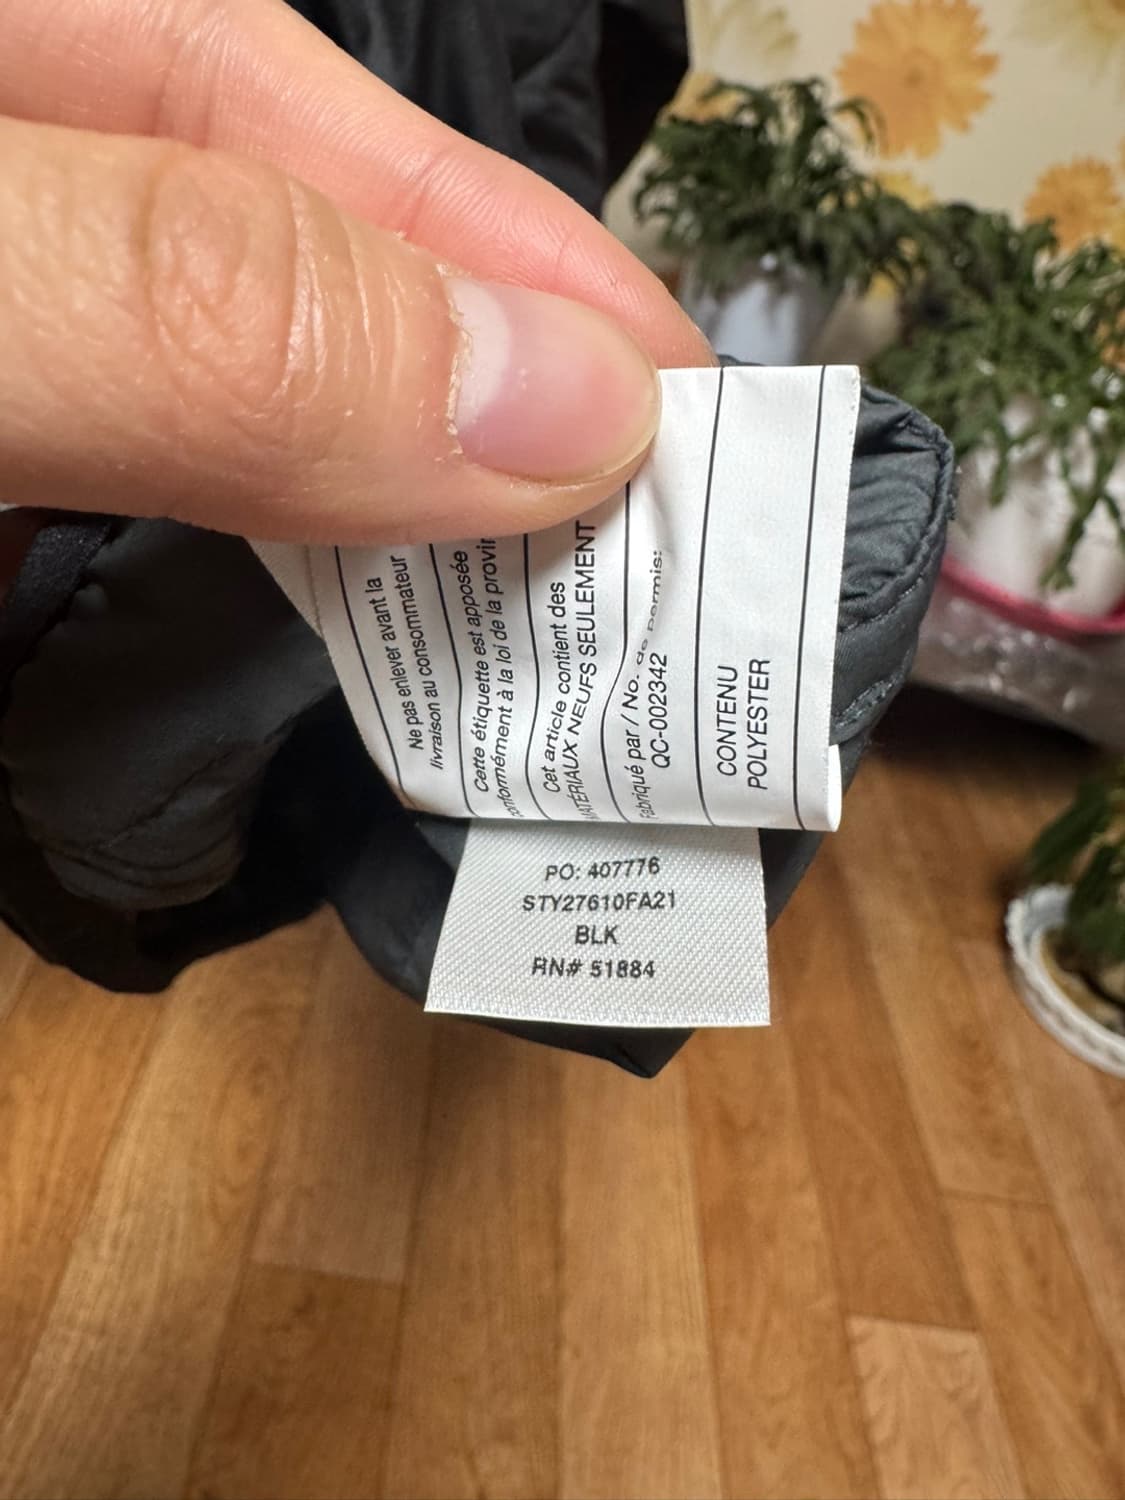 Ne pas enlever avant la
livraison au consommateur
Cette étiquette est apposée
conformément à la loi de la
Cet article contient des
MATÉRIAUX NEUFS SEULEMENT
Fabriqué par / No. de permis:
QC-002342
CONTENU
POLYESTER
PO: 407776
STY27610FA21
BLK
RN# 51884